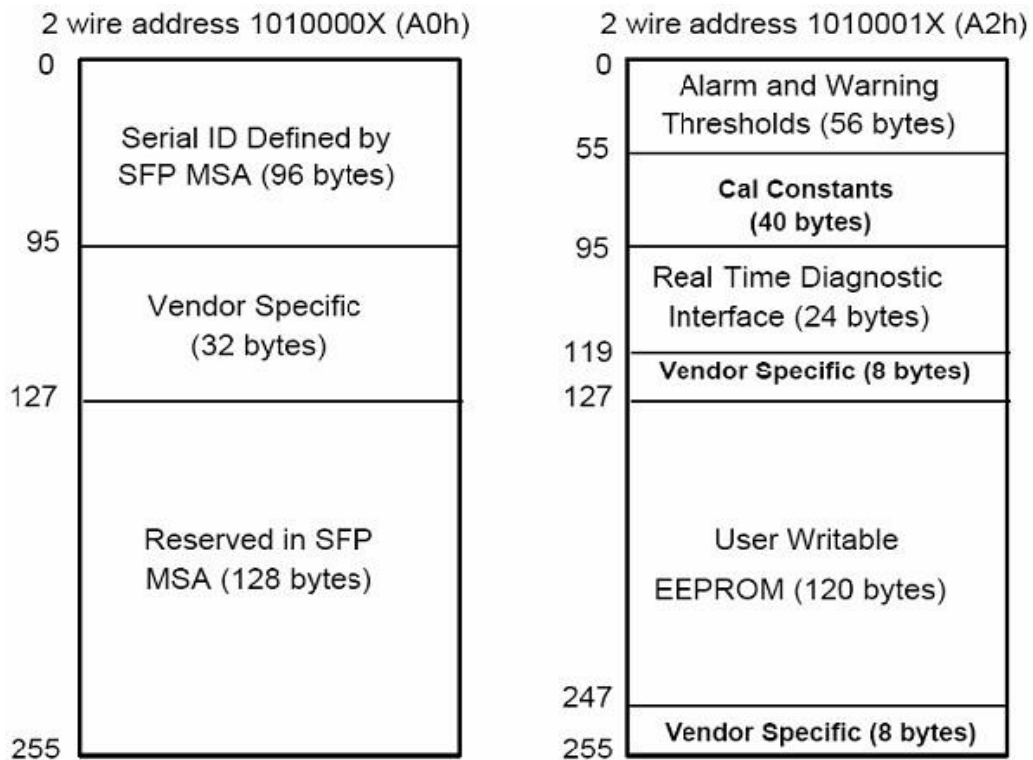 2 wire address 1010000X (A0h)
0
Serial ID Defined by
SFP MSA (96 bytes)
95
Vendor Specific
(32 bytes)
127
Reserved in SFP
MSA (128 bytes)
255
2 wire address 1010001X (A2h)
0
Alarm and Warning
Thresholds (56 bytes)
55
Cal Constants
(40 bytes)
95
Real Time Diagnostic
Interface (24 bytes)
119
Vendor Specific (8 bytes)
127
User Writable
EEPROM (120 bytes)
247
Vendor Specific (8 bytes)
255